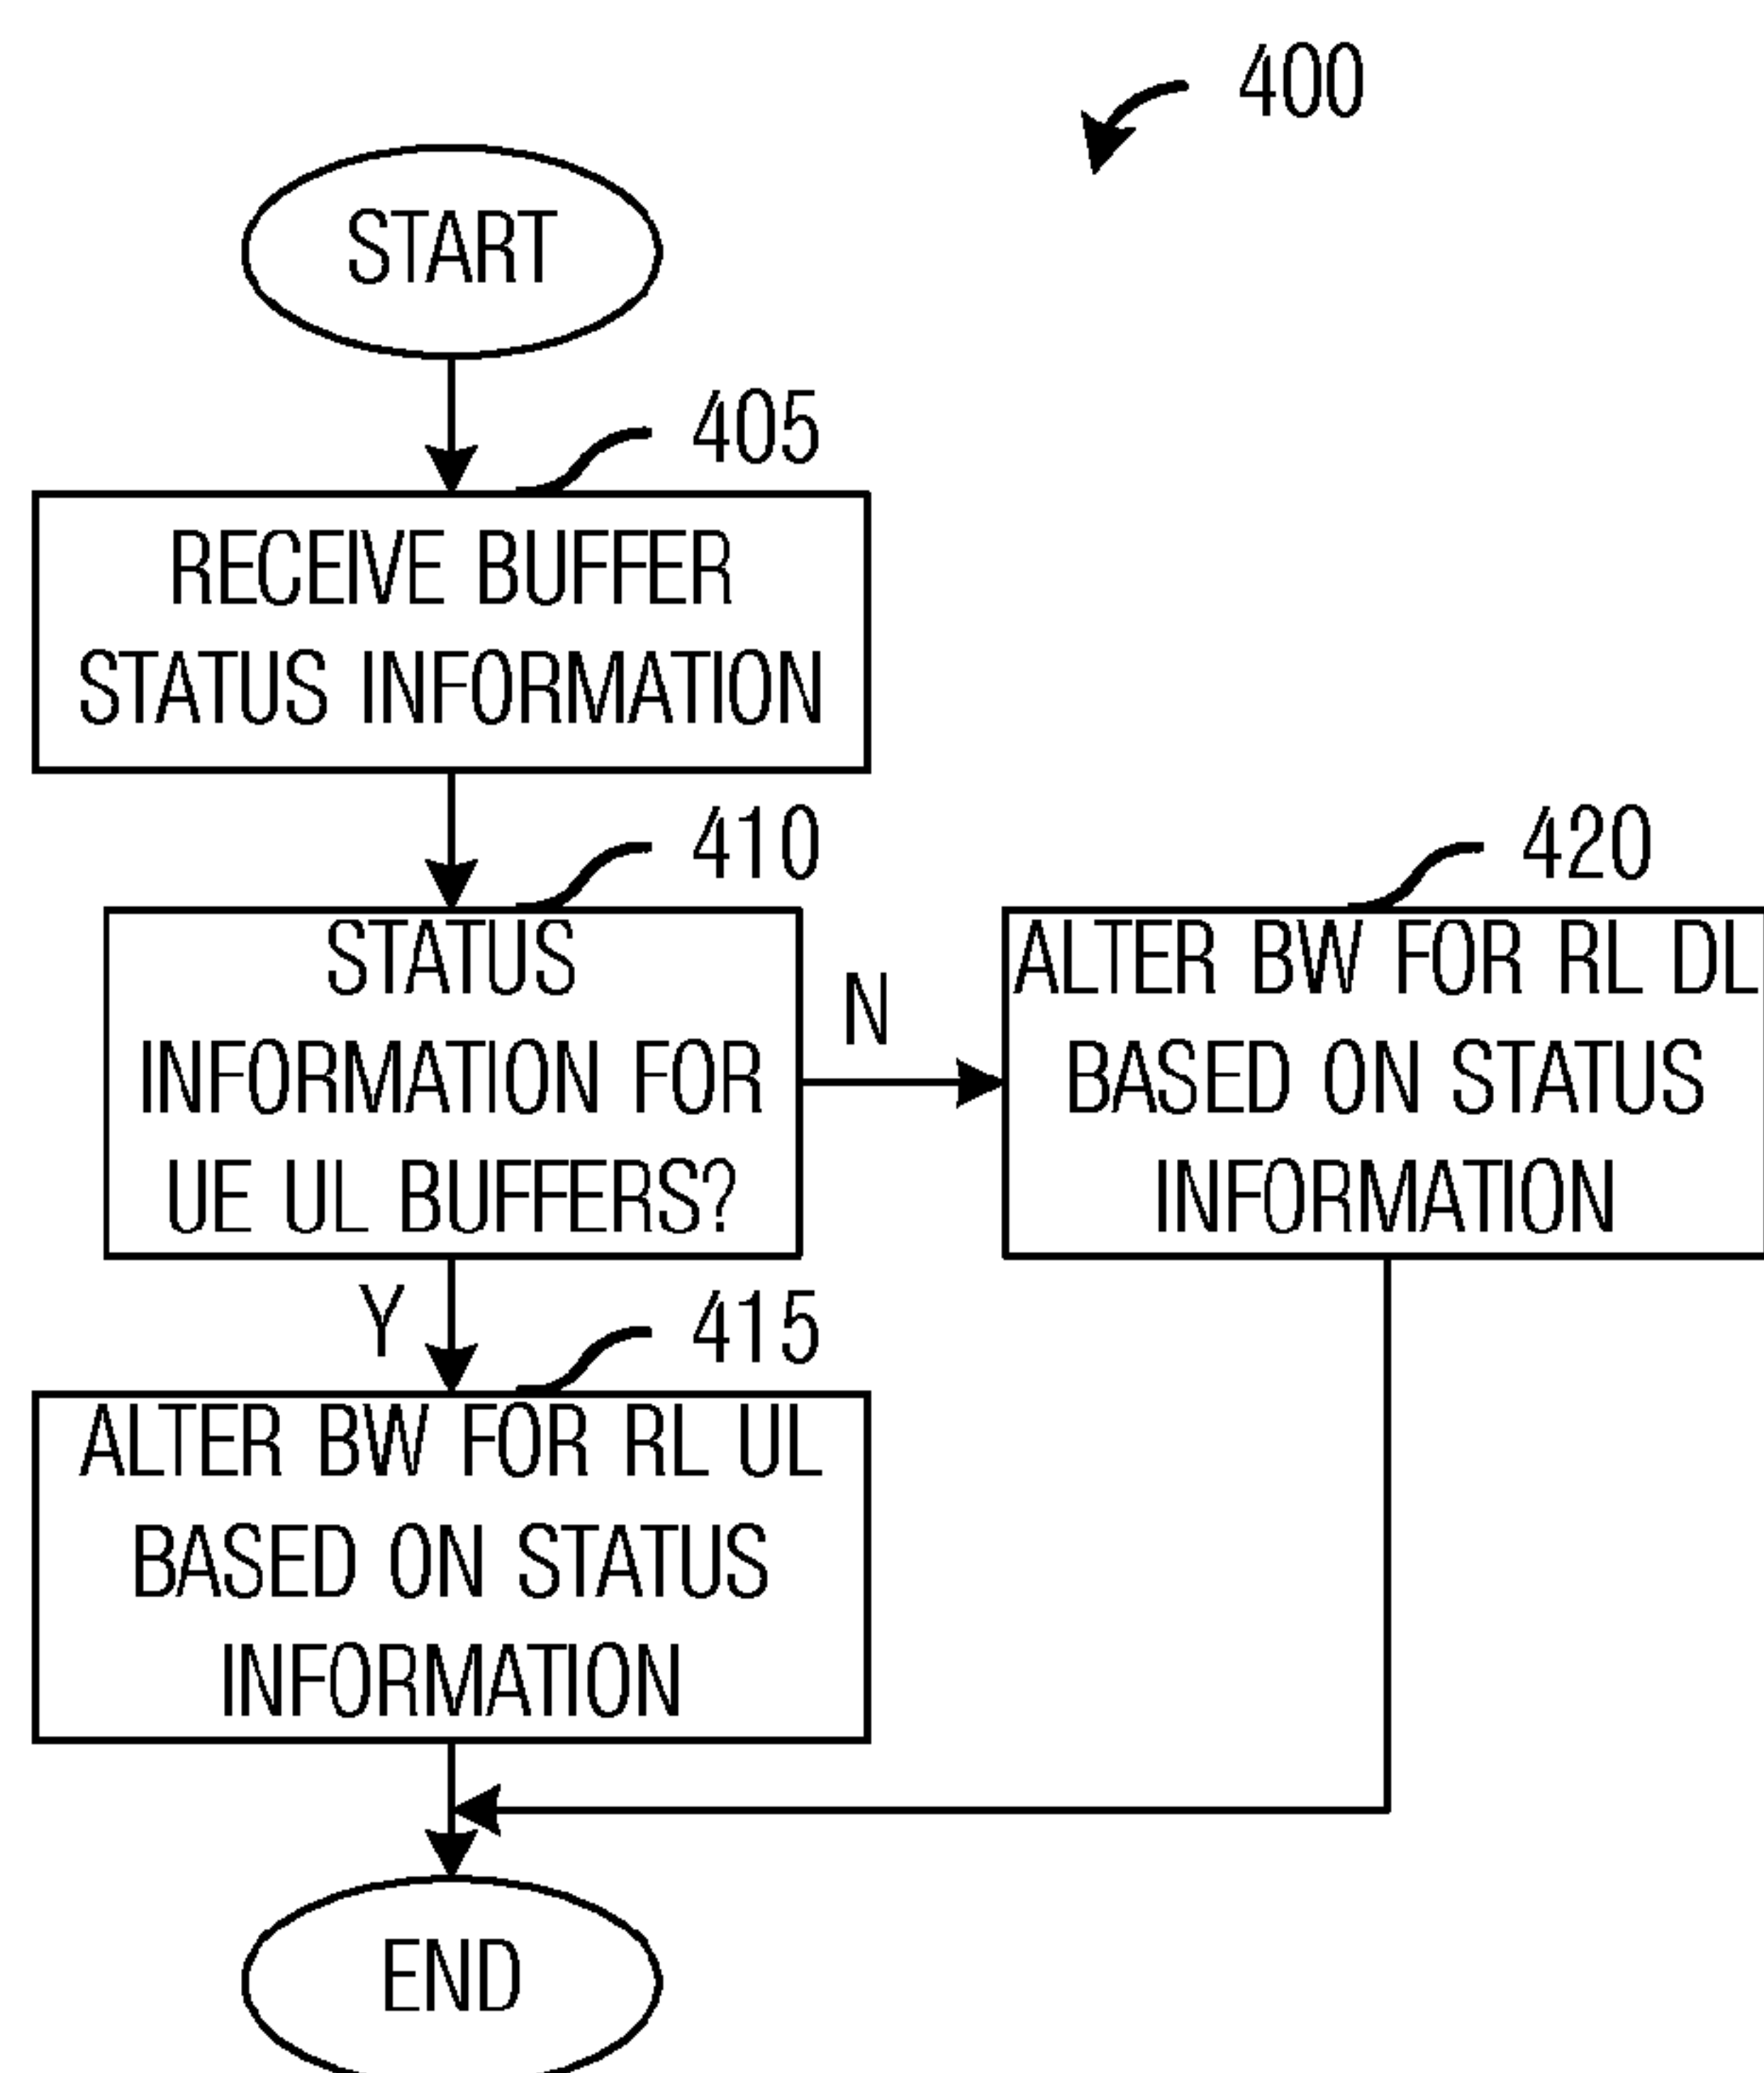 400
START
405
RECEIVE BUFFER
STATUS INFORMATION
410
STATUS
INFORMATION FOR
UE UL BUFFERS?
N
420
ALTER BW FOR RL DL
BASED ON STATUS
INFORMATION
Y
415
ALTER BW FOR RL UL
BASED ON STATUS
INFORMATION
END